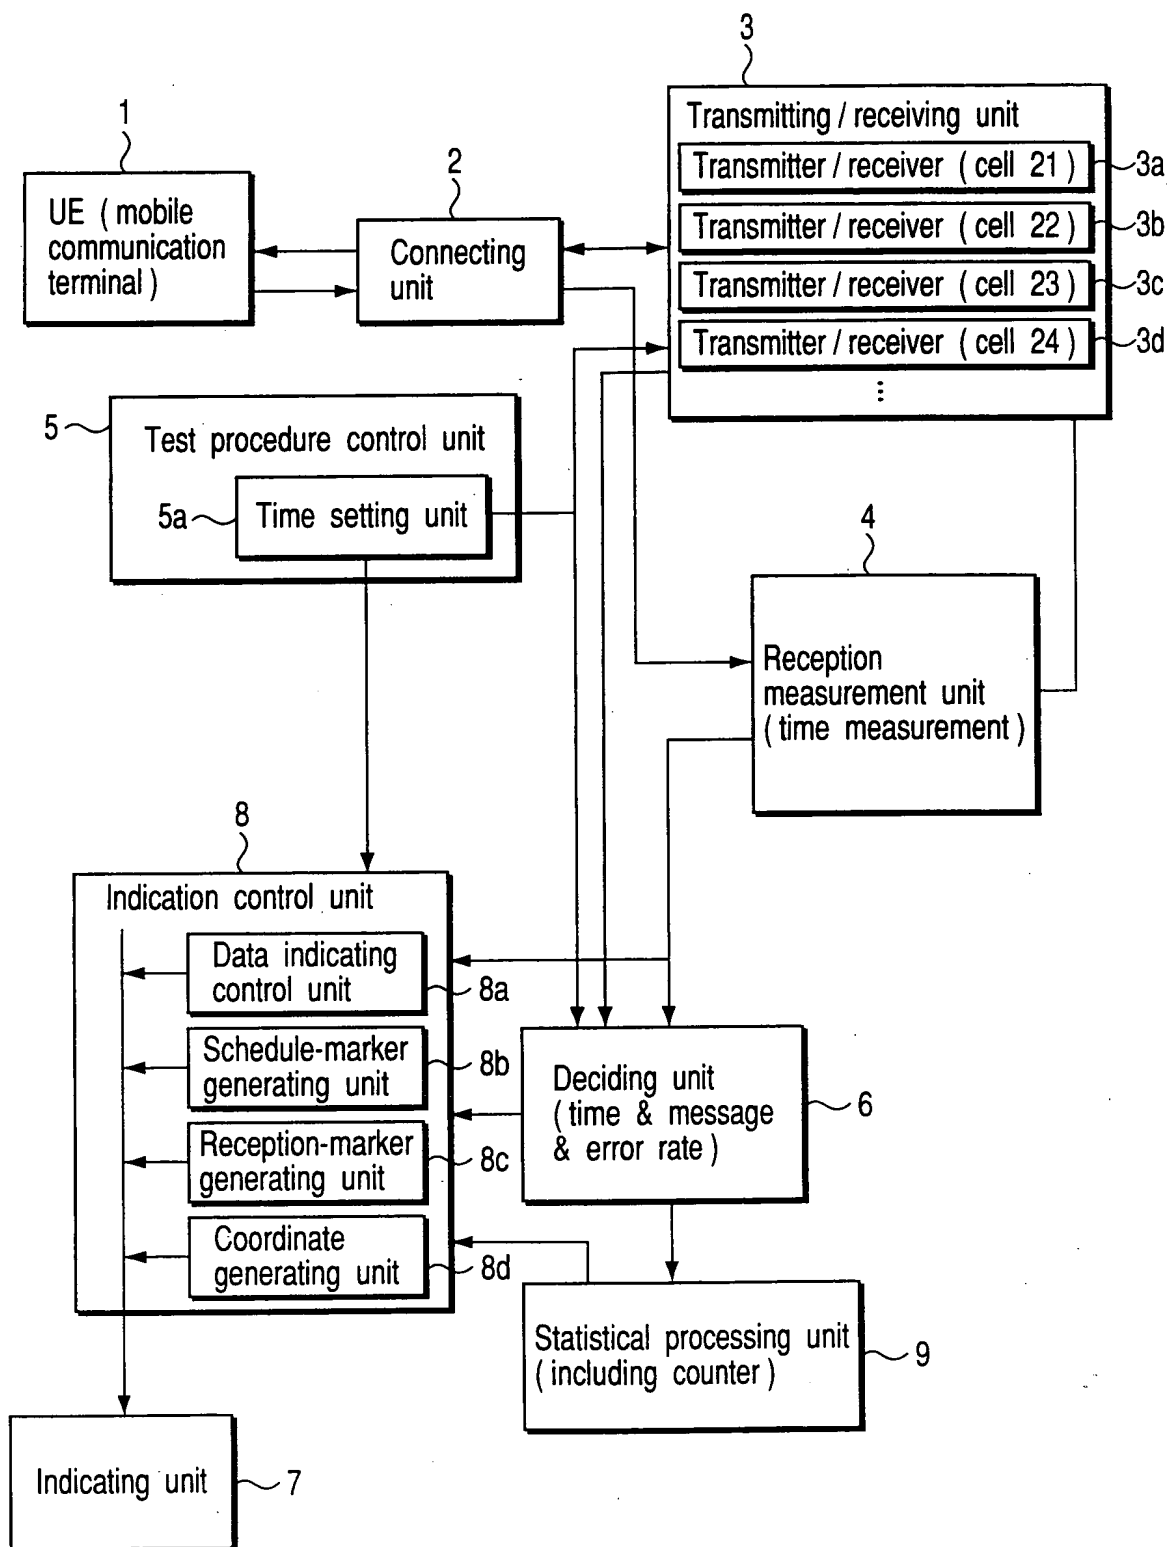 3
1
Transmitting / receiving unit
2
Transmitter / receiver ( cell 21 )
3a
UE ( mobile
communication
terminal )
Connecting
unit
Transmitter / receiver ( cell 22 )
3b
Transmitter / receiver ( cell 23 )
3c
Transmitter / receiver ( cell 24 )
3d
...
5
Test procedure control unit
5a
Time setting unit
4
Reception
measurement unit
( time measurement )
8
Indication control unit
Data indicating
control unit
8a
Schedule-marker
generating unit
8b
Reception-marker
generating unit
8c
Coordinate
generating unit
8d
Deciding unit
( time & message
& error rate )
6
Statistical processing unit
( including counter )
9
Indicating unit
7